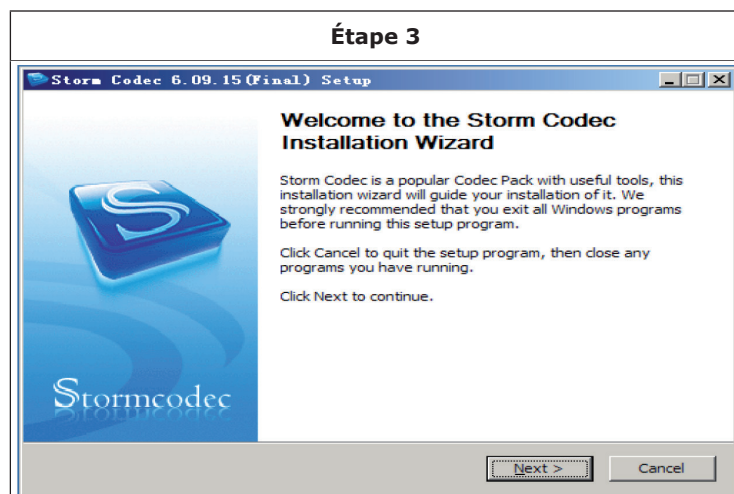 Étape 3
Storm Codec 6.09.15(Final) Setup
Welcome to the Storm Codec
Installation Wizard
Storm Codec is a popular Codec Pack with useful tools, this
installation wizard will guide your installation of it. We
strongly recommended that you exit all Windows programs
before running this setup program.
Click Cancel to quit the setup program, then close any
programs you have running.
Click Next to continue.
S
Stormcodec
Next >
Cancel